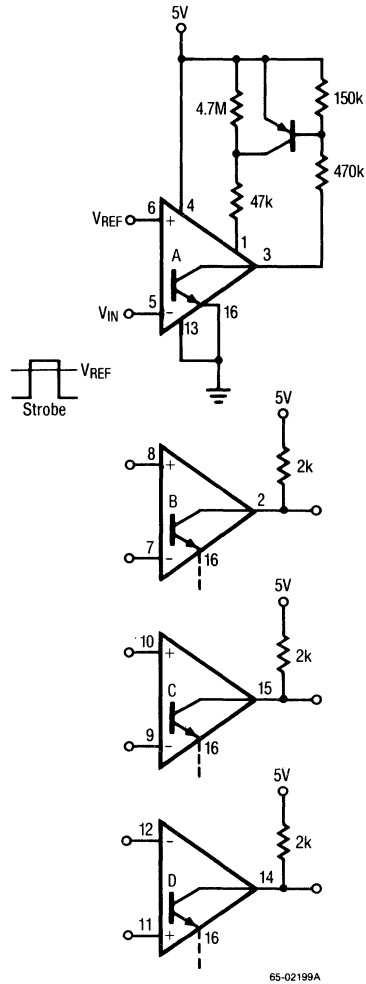 5V
4.7M
150k
470k
47k
6
4
VREF
+
1
A
3
5
VIN
-
16
13
VREF
Strobe
5V
8
+
2k
B
2
7
-
16
5V
10
+
2k
C
15
9
-
16
5V
12
-
2k
D
14
11
+
16
65-02199A